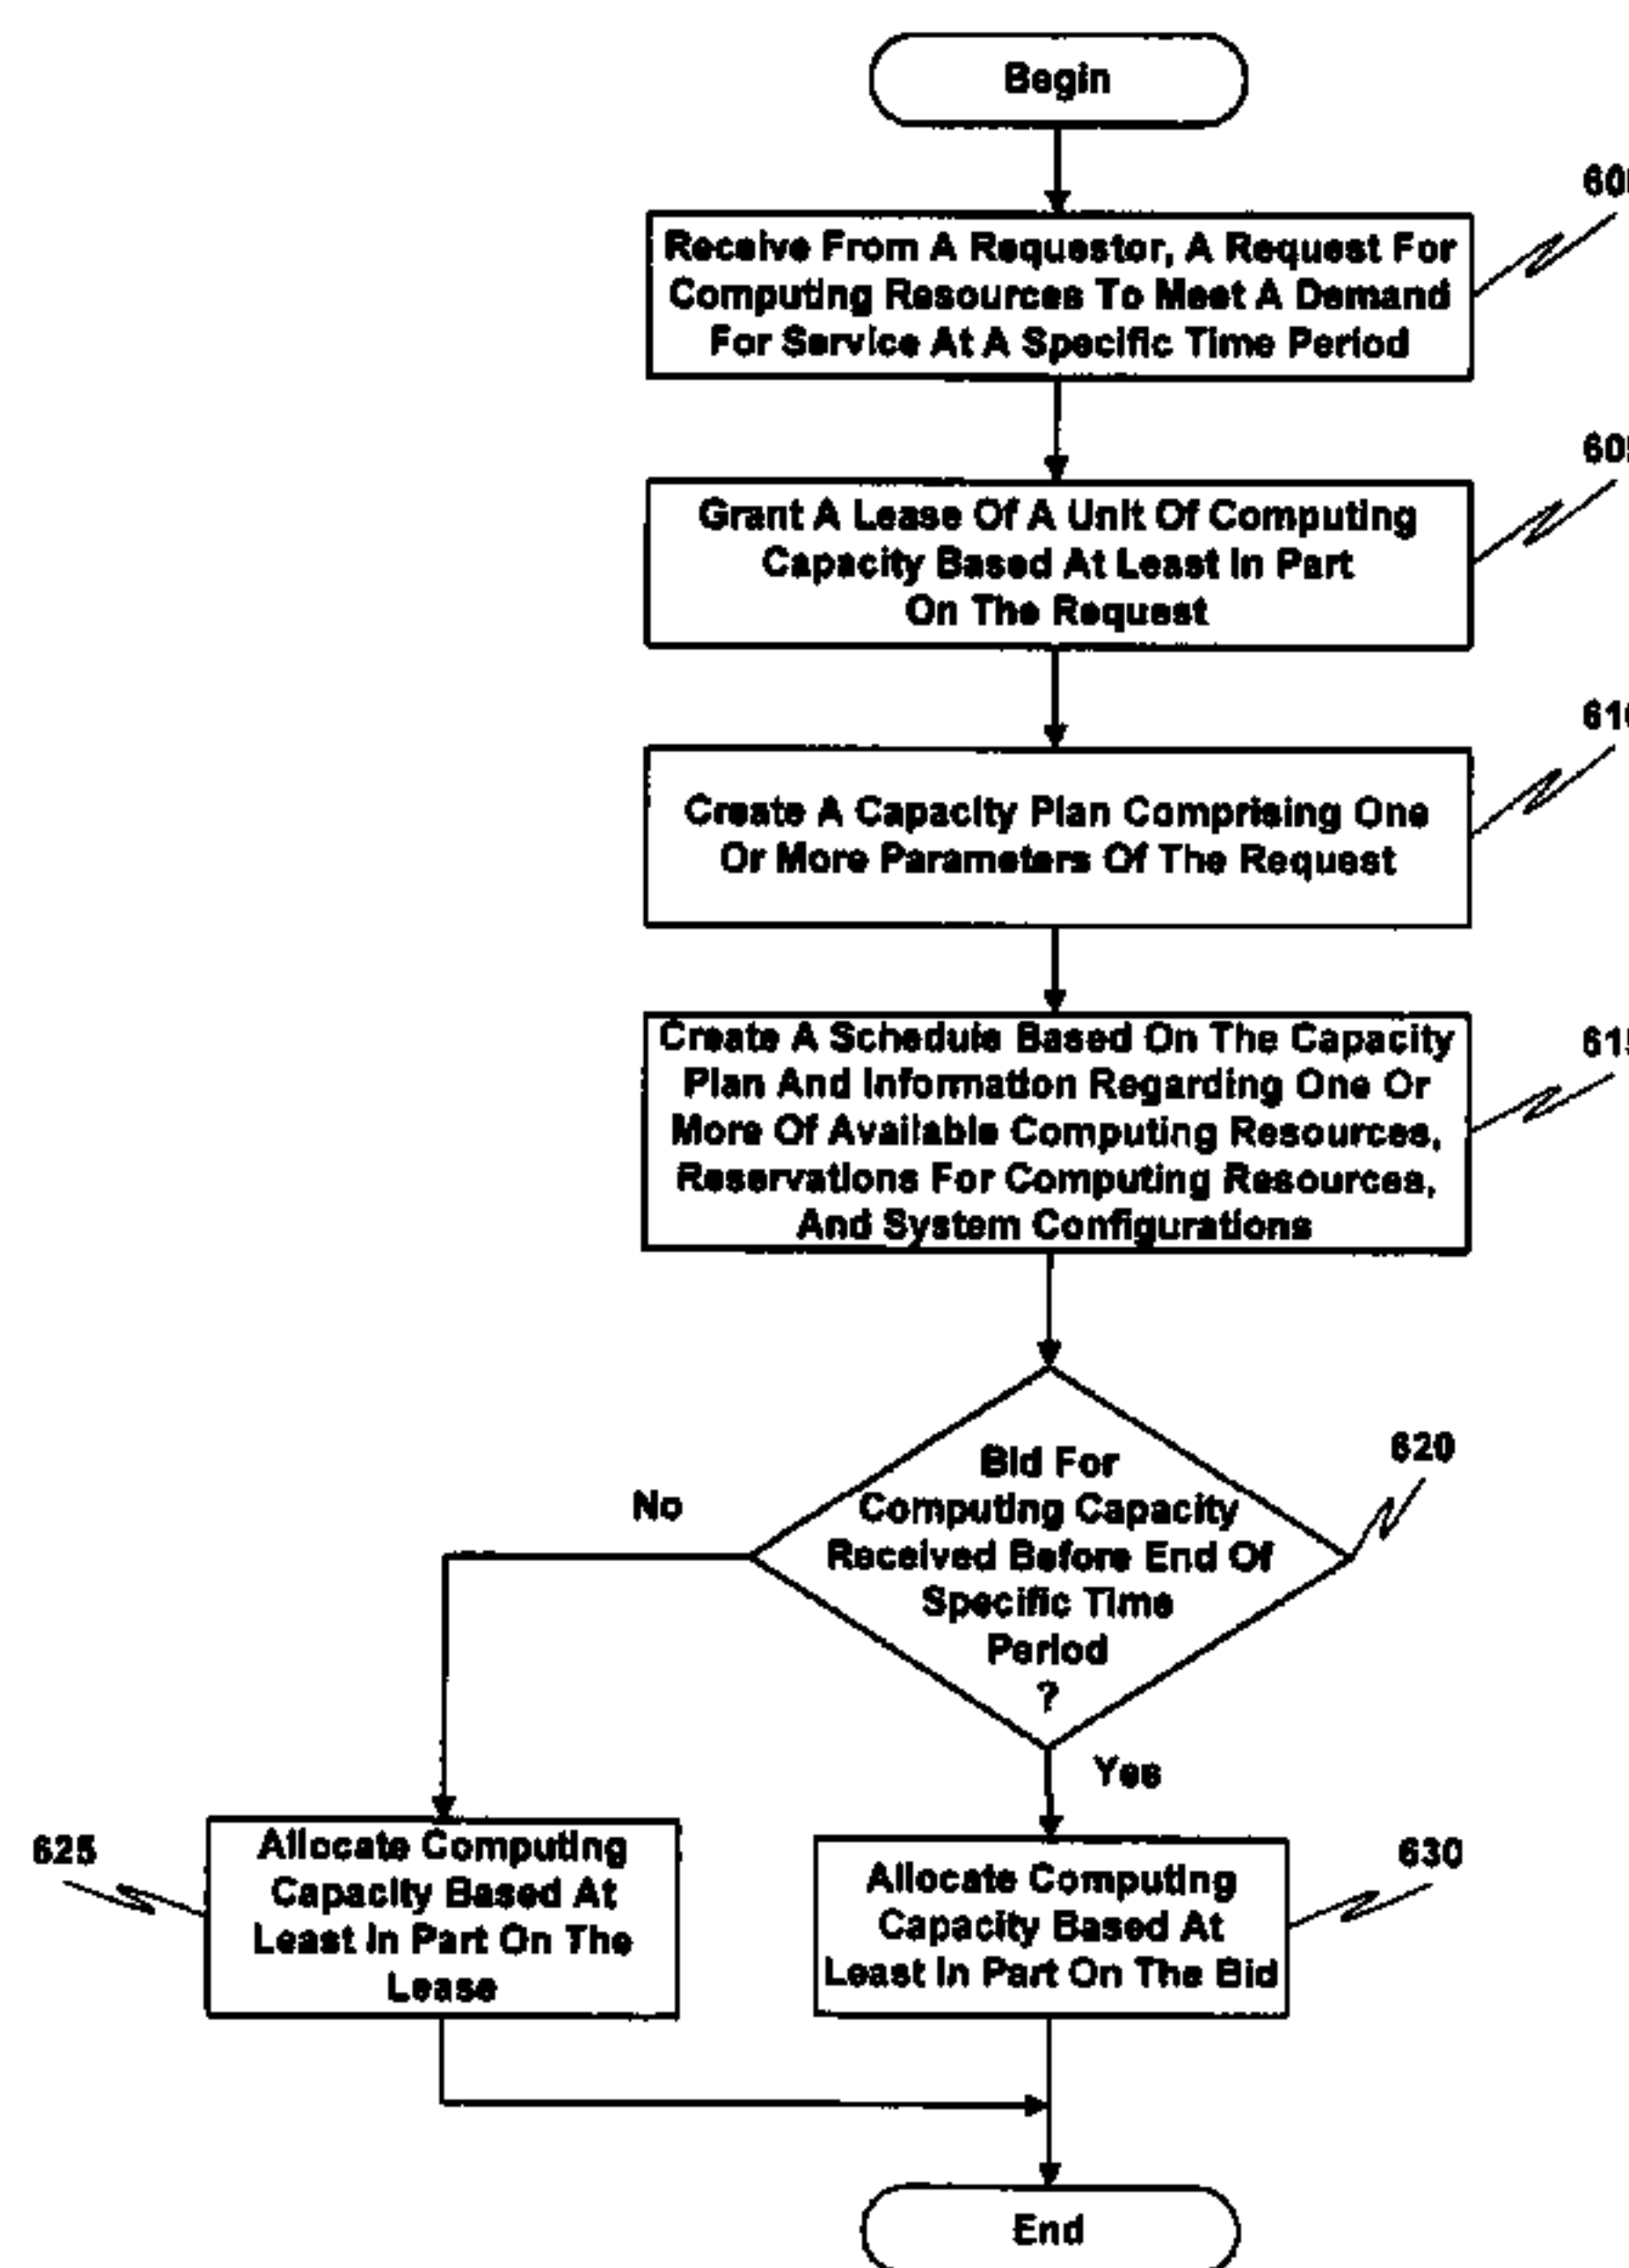 Begin
Receive From A Requestor, A Request For
Computing Resources To Meet A Demand
For Service At A Specific Time Period
Grant A Lease Of A Unit Of Computing
Capacity Based At Least In Part
On The Request
Create A Capacity Plan Comprising One
Or More Parameters Of The Request
Create A Schedule Based On The Capacity
Plan And Information Regarding One Or
More Of Available Computing Resources,
Reservations For Computing Resources,
And System Configurations
Bid For
Computing Capacity
Received Before End Of
Specific Time
Period
?
620
No
Yes
625
Allocate Computing
Capacity Based At
Least In Part On The
Lease
Allocate Computing
Capacity Based At
Least In Part On The Bid
630
End